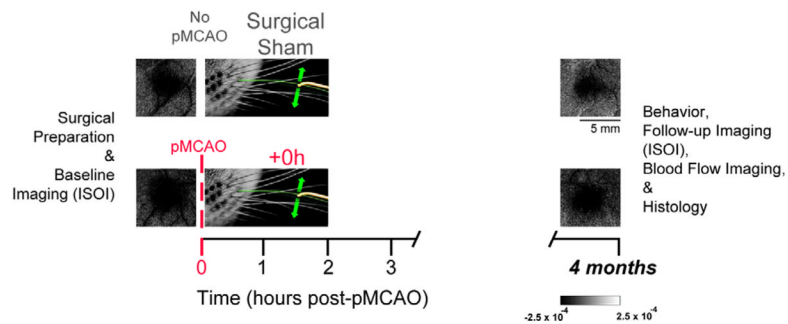 No
pMCAO
Surgical
Sham
Surgical
Preparation
&
Baseline
Imaging (ISOI)
pMCAO
+0h
5 mm
Behavior,
Follow-up Imaging
(ISOI),
Blood Flow Imaging,
&
Histology
0 1 2 3
4 months
Time (hours post-pMCAO)
-2.5 x 10-4 2.5 x 10-4